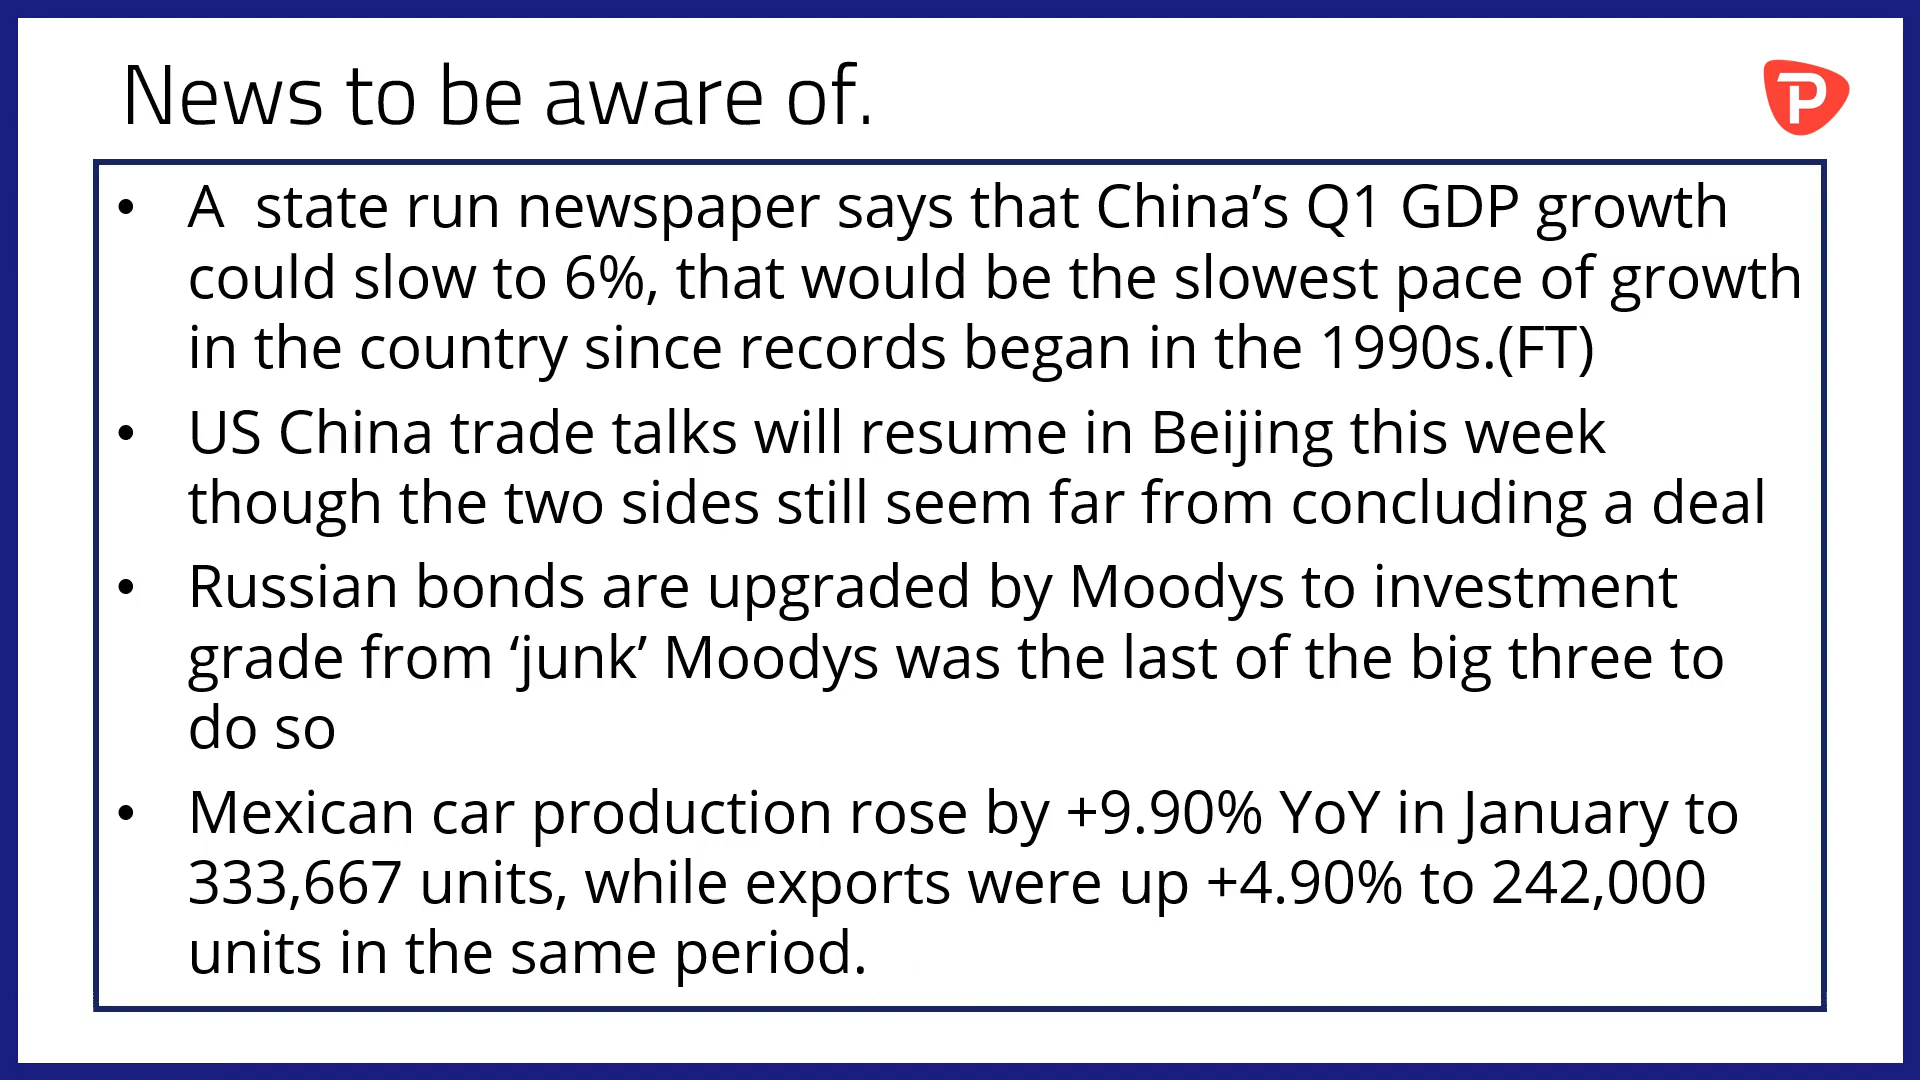 News to be aware of.
P
• A  state run newspaper says that China’s Q1 GDP growth
could slow to 6%, that would be the slowest pace of growth
in the country since records began in the 1990s.(FT)
• US China trade talks will resume in Beijing this week
though the two sides still seem far from concluding a deal
• Russian bonds are upgraded by Moodys to investment
grade from ‘junk’ Moodys was the last of the big three to
do so
• Mexican car production rose by +9.90% YoY in January to
333,667 units, while exports were up +4.90% to 242,000
units in the same period.